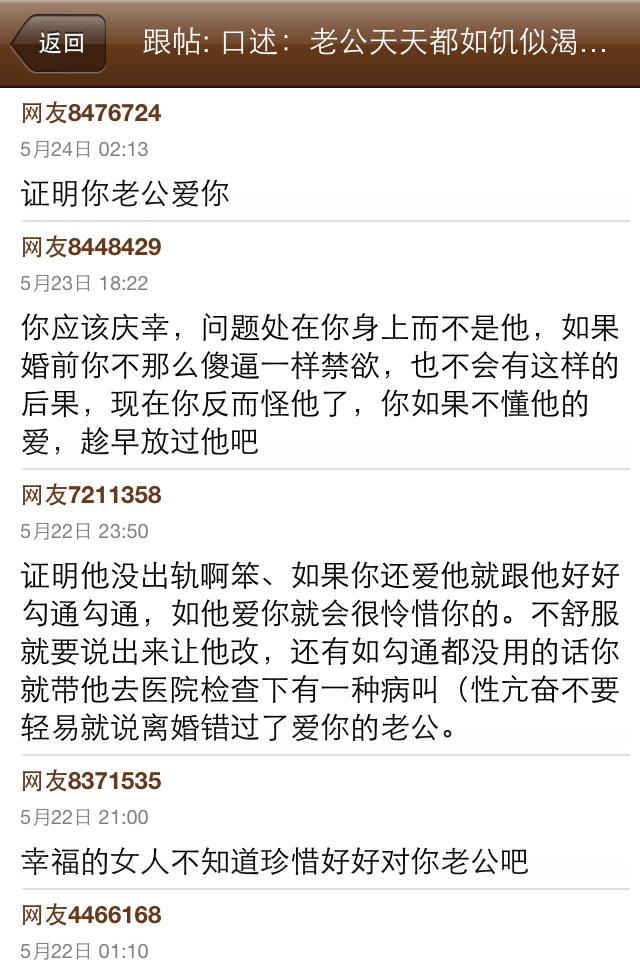 返回
跟帖: 口述：老公天天都如饥似渴...
网友8476724
5月24日 02:13
证明你老公爱你
网友8448429
5月23日 18:22
你应该庆幸，问题处在你身上而不是他，如果
婚前你不那么傻逼一样禁欲，也不会有这样的
后果，现在你反而怪他了，你如果不懂他的
爱，趁早放过他吧
网友7211358
5月22日 23:50
证明他没出轨啊笨、如果你还爱他就跟他好好
勾通勾通，如他爱你就会很怜惜你的。不舒服
就要说出来让他改，还有如勾通都没用的话你
就带他去医院检查下有一种病叫（性亢奋不要
轻易就说离婚错过了爱你的老公。
网友8371535
5月22日 21:00
幸福的女人不知道珍惜好好对你老公吧
网友4466168
5月22日 01:10